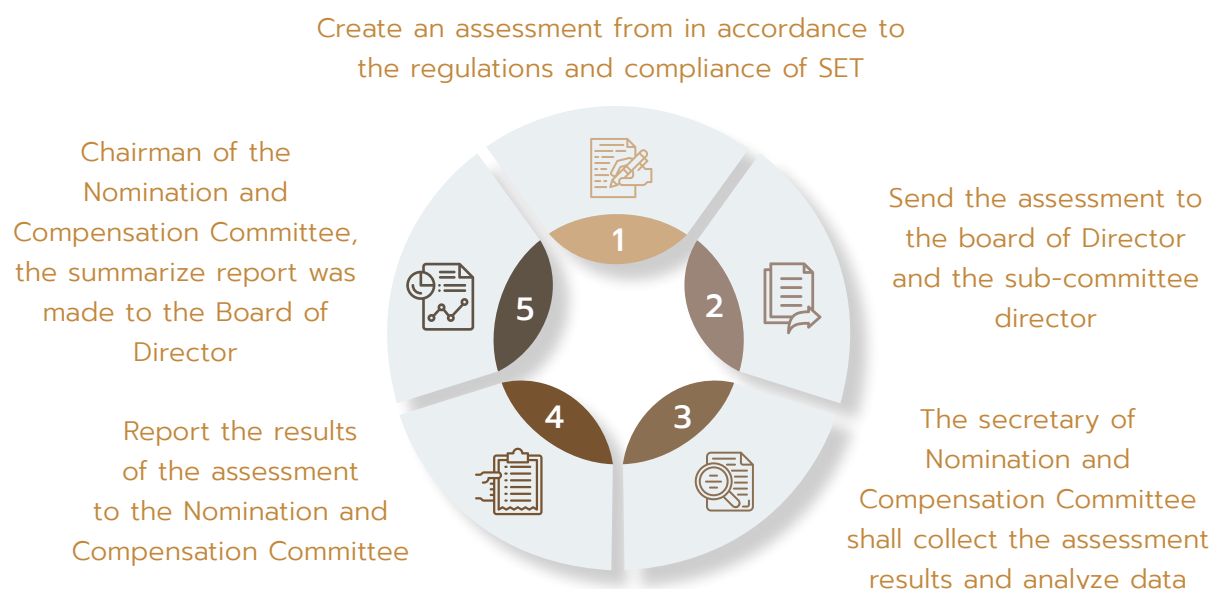 Create an assessment from in accordance to
the regulations and compliance of SET
1
Send the assessment to
the board of Director
and the sub-committee
director
2
The secretary of
Nomination and
Compensation Committee
shall collect the assessment
results and analyze data
3
Report the results
of the assessment
to the Nomination and
Compensation Committee
4
Chairman of the
Nomination and
Compensation Committee,
the summarize report was
made to the Board of
Director
5